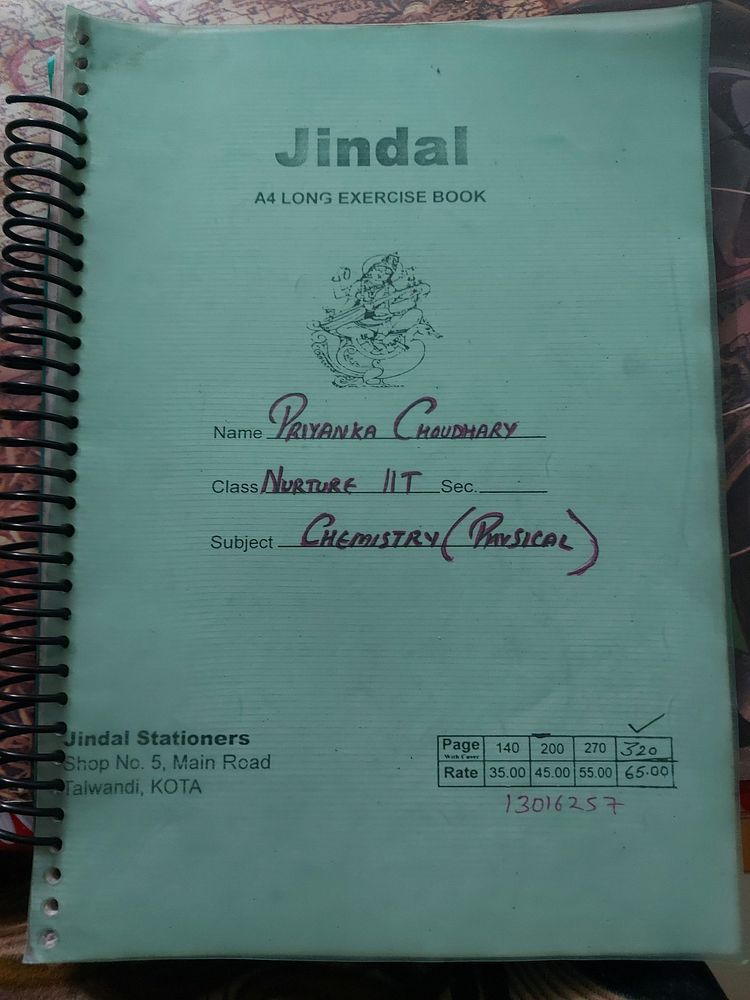 Jindal
A4 LONG EXERCISE BOOK
Name PRIYANKA CHOUDHARY
Class NURTURE IIT Sec.
Subject CHEMISTRY (PHYSICAL)
Jindal Stationers
Shop No. 5, Main Road
Talwandi, KOTA
Page With Cover 140 200 270 320
Rate 35.00 45.00 55.00 65.00
13016257